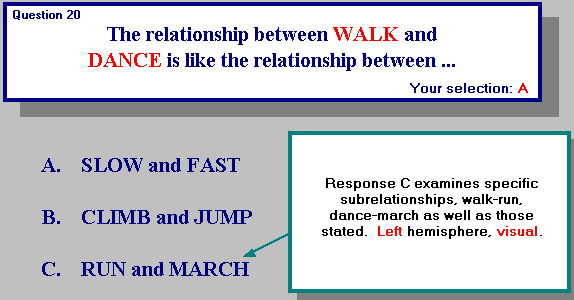 Question 20
The relationship between WALK and
DANCE is like the relationship between ...
Your selection: A
A. SLOW and FAST
B. CLIMB and JUMP
C. RUN and MARCH
Response C examines specific
subrelationships, walk-run,
dance-march as well as those
stated. Left hemisphere, visual.